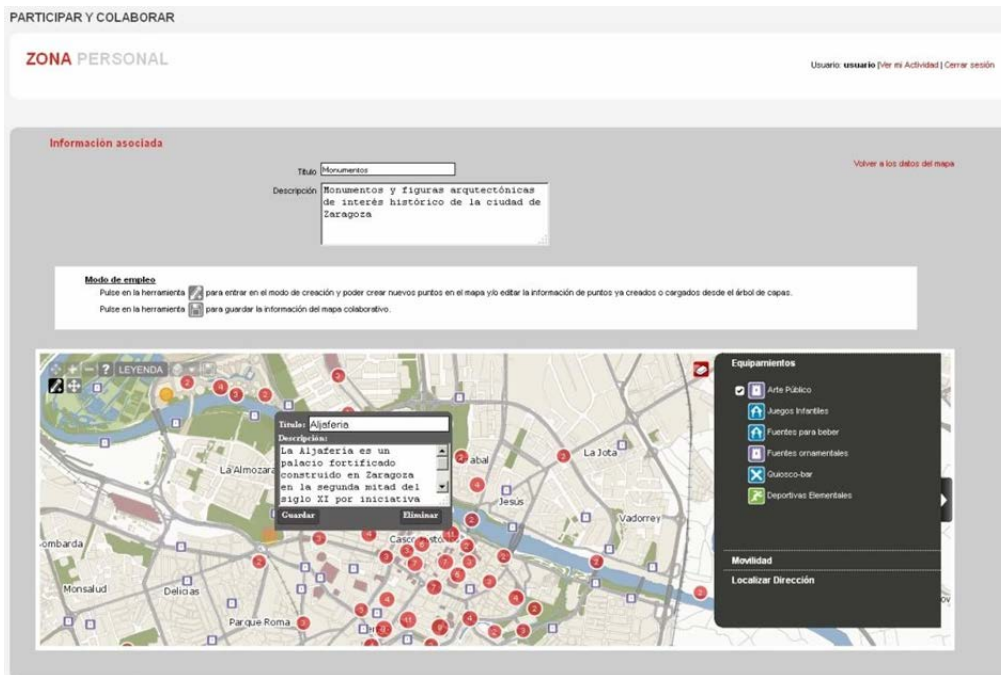 PARTICIPAR Y COLABORAR
ZONA PERSONAL
Usuario: usuario |Ver mi Actividad | Cerrar sesión
Información asociada
Volver a los datos del mapa
Título Monumentos
Descripción Monumentos y figuras arqutectónicas
de interés histórico de la ciudad de
Zaragoza
Modo de empleo
Pulse en la herramienta para entrar en el modo de creación y poder crear nuevos puntos en el mapa y/o editar la información de puntos ya creados o cargados desde el árbol de capas.
Pulse en la herramienta para guardar la información del mapa colaborativo.
? LEYENDA
Equipamientos
Arte Público
Juegos Infantiles
Fuentes para beber
Fuentes ornamentales
Quiosco-bar
Deportivas Elementales
Movilidad
Localizar Dirección
Título: Aljafería
Descripción:
La Aljafería es un
palacio fortificado
construido en Zaragoza
en la segunda mitad del
siglo XI por iniciativa
Guardar Eliminar
La Almozara
La Jota
Jesús
Vadorrey
Casco
ombarda
Monsalud
Delicias
Parque Roma